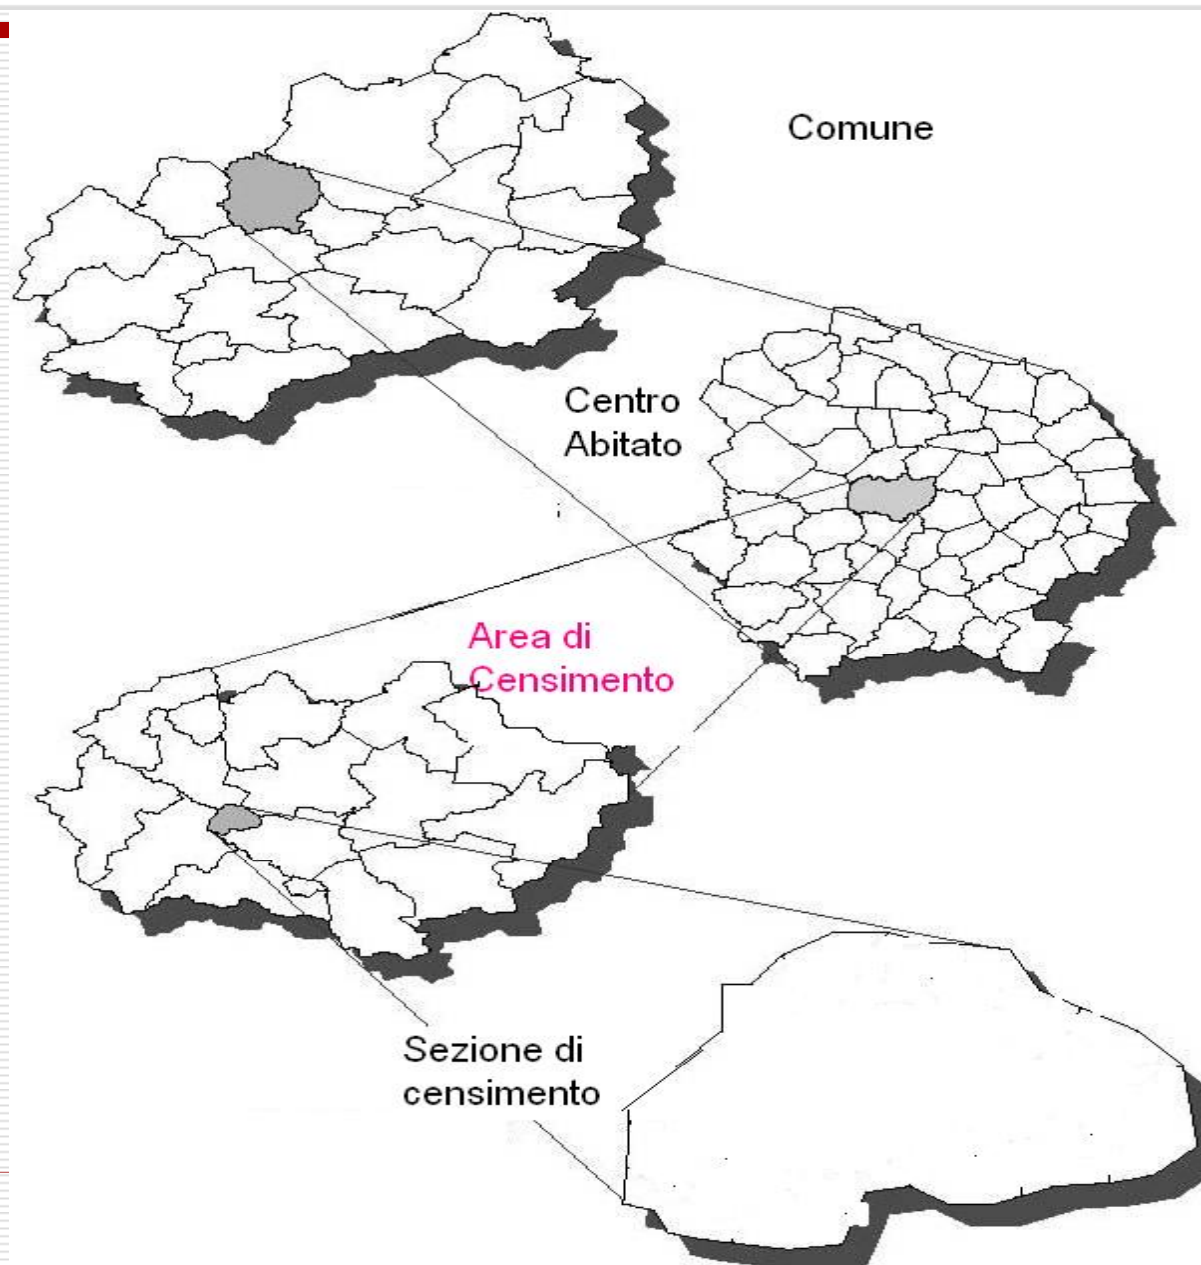 Comune
Centro
Abitato
Area di
Censimento
Sezione di
censimento